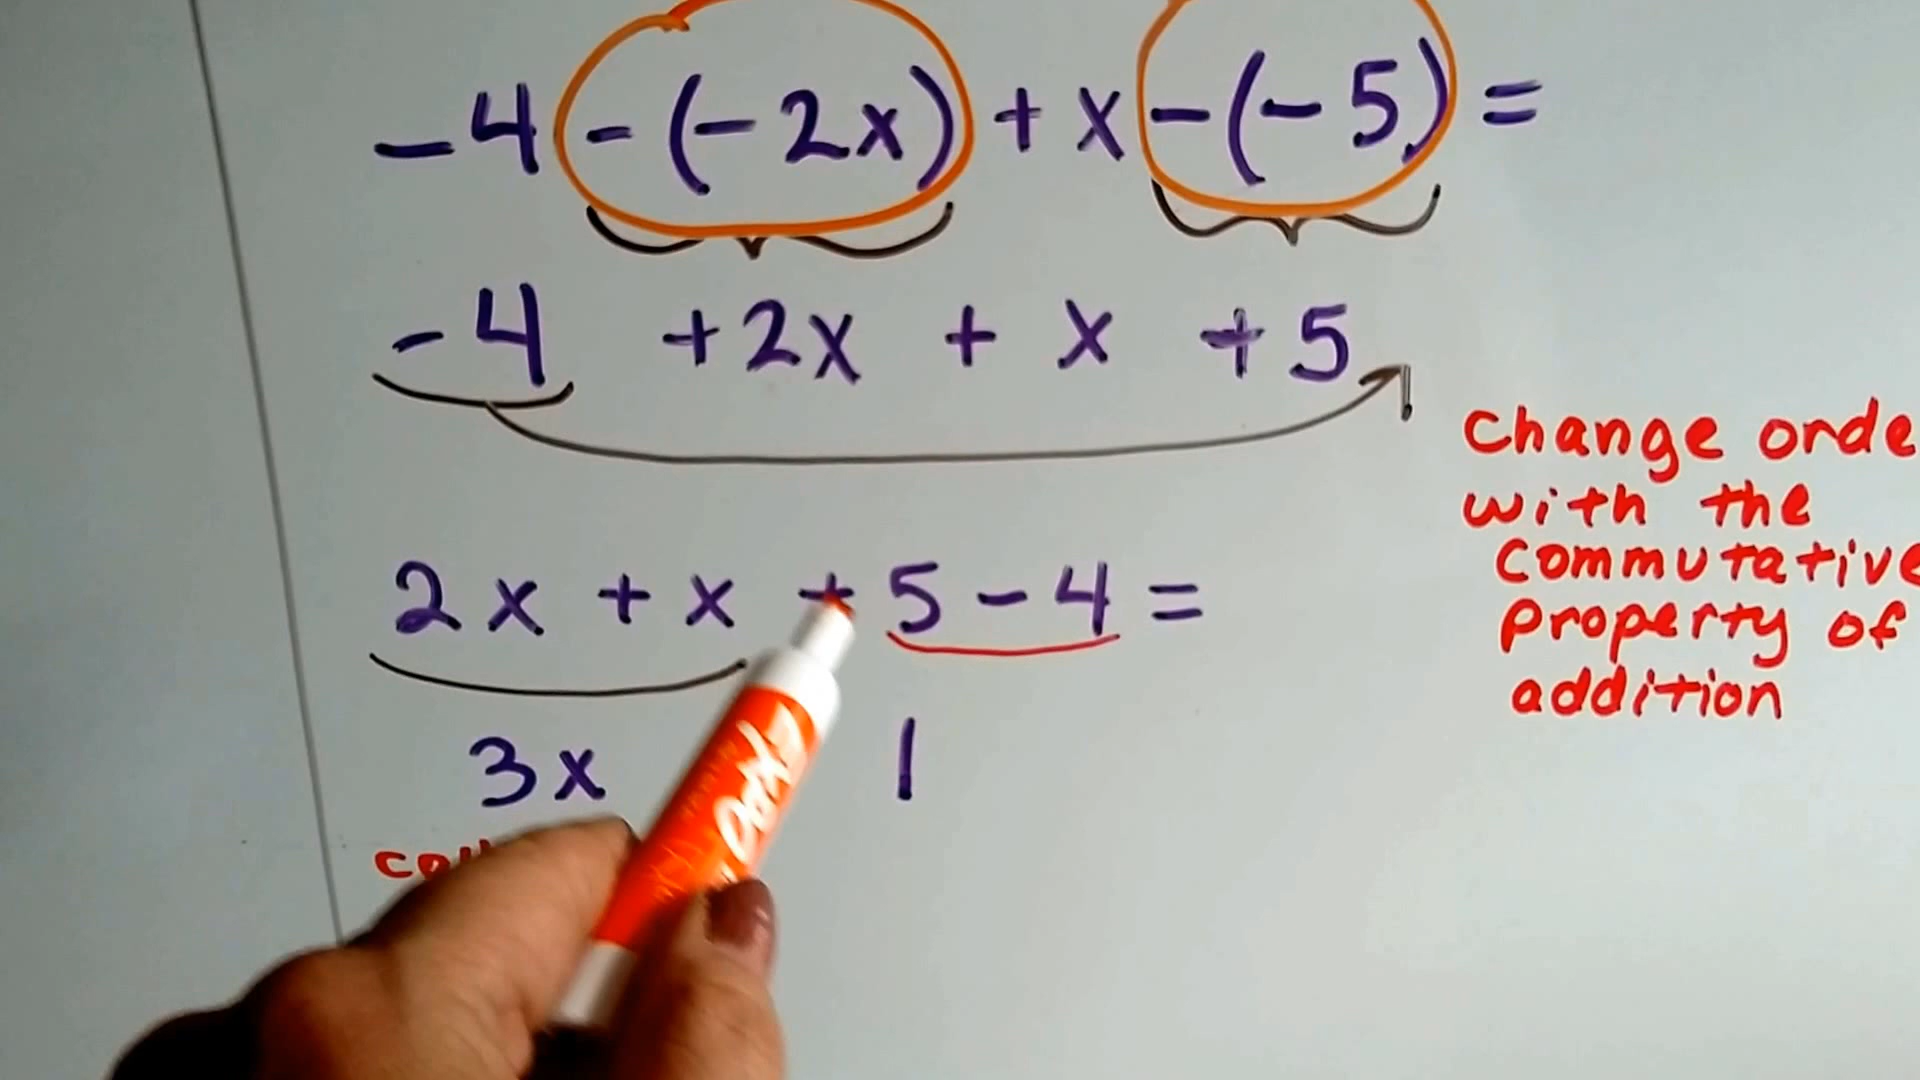 -4 -(-2x) + x -(-5) =
-4 +2x + x +5
Change orde
with the
commutative
property of
addition
2x + x + 5 - 4 =
3x 1
EXPO